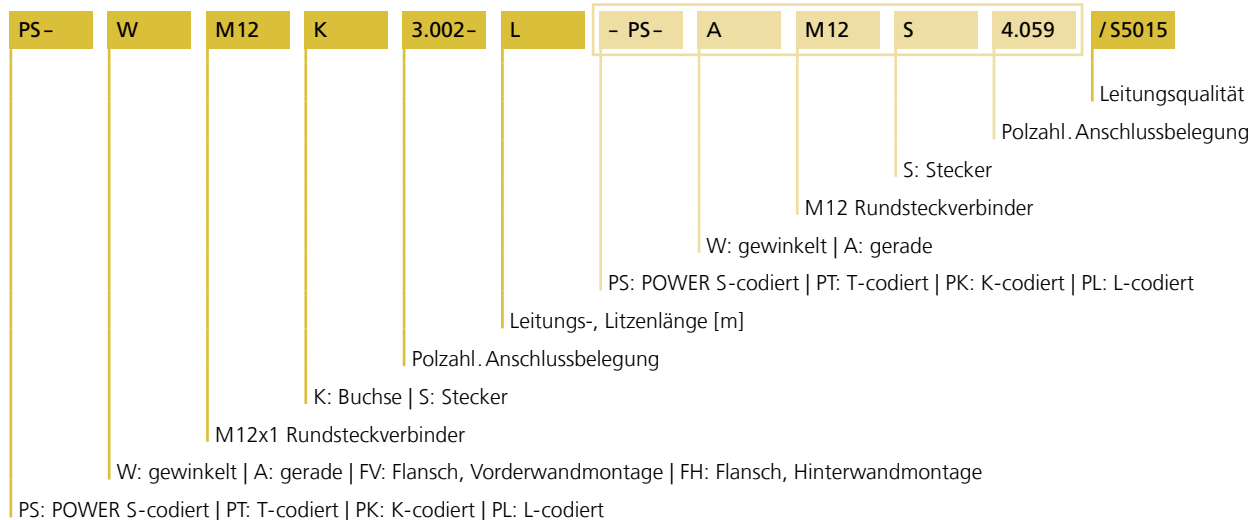 PS– W M12 K 3.002– L – PS– A M12 S 4.059 / S5015
Leitungsqualität
Polzahl.Anschlussbelegung
S: Stecker
M12 Rundsteckverbinder
W: gewinkelt | A: gerade
PS: POWER S-codiert | PT: T-codiert | PK: K-codiert | PL: L-codiert
Leitungs-, Litzenlänge [m]
Polzahl.Anschlussbelegung
K: Buchse | S: Stecker
M12x1 Rundsteckverbinder
W: gewinkelt | A: gerade | FV: Flansch, Vorderwandmontage | FH: Flansch, Hinterwandmontage
PS: POWER S-codiert | PT: T-codiert | PK: K-codiert | PL: L-codiert